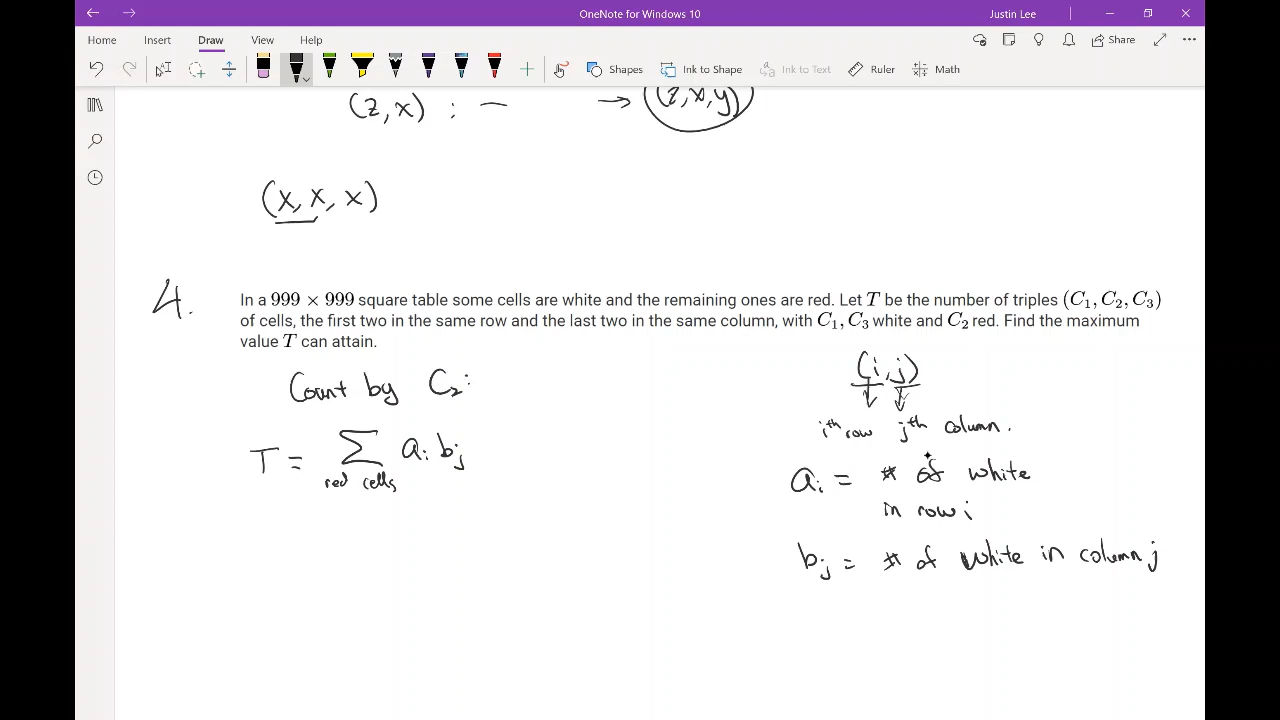 OneNote for Windows 10
Justin Lee
Home Insert Draw View Help
Share
Shapes Ink to Shape Ink to Text Ruler Math
(z,x) : — → (z,x,y)
(x, x, x)
4. In a 999 × 999 square table some cells are white and the remaining ones are red. Let T be the number of triples (C₁, C₂, C₃)
of cells, the first two in the same row and the last two in the same column, with C₁, C₃ white and C₂ red. Find the maximum
value T can attain.
Count by C₂:
T = ∑ aᵢ bⱼ
red cells
(i,j)
iᵗʰ row jᵗʰ column.
aᵢ = # of white
in row i
bⱼ = # of white in column j